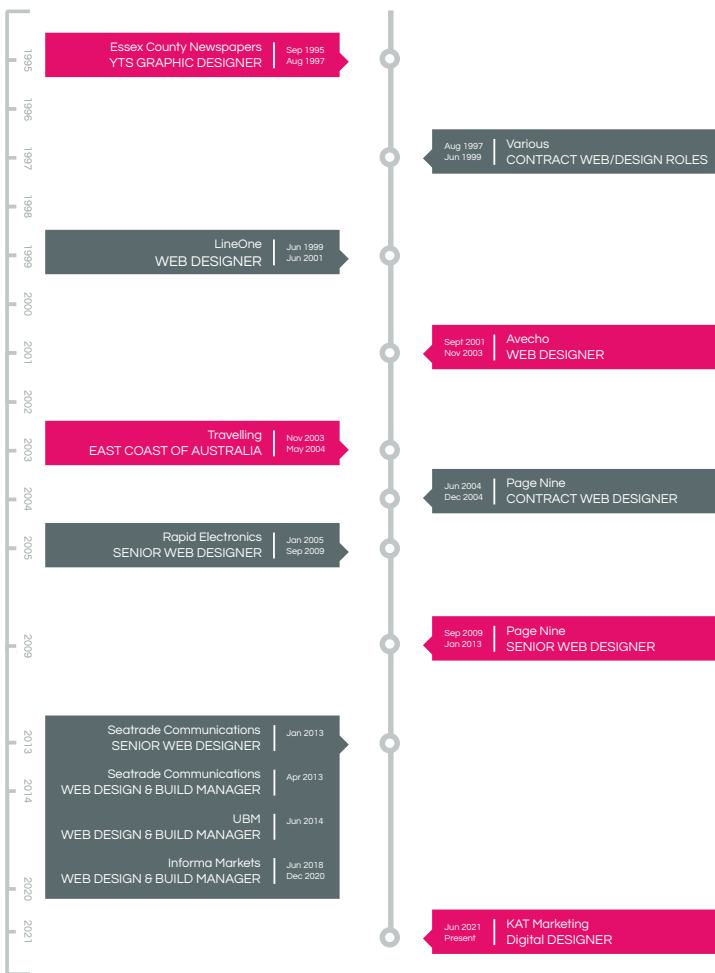 1995
1996
1997
1998
1999
2000
2001
2002
2003
2004
2005
2009
2013
2014
2020
2021
Essex County Newspapers
YTS GRAPHIC DESIGNER
Sep 1995
Aug 1997
Aug 1997
Jun 1999
Various
CONTRACT WEB/DESIGN ROLES
LineOne
WEB DESIGNER
Jun 1999
Jun 2001
Sept 2001
Nov 2003
Avecho
WEB DESIGNER
Travelling
EAST COAST OF AUSTRALIA
Nov 2003
May 2004
Jun 2004
Dec 2004
Page Nine
CONTRACT WEB DESIGNER
Rapid Electronics
SENIOR WEB DESIGNER
Jan 2005
Sep 2009
Sep 2009
Jan 2013
Page Nine
SENIOR WEB DESIGNER
Seatrade Communications
SENIOR WEB DESIGNER
Jan 2013
Seatrade Communications
WEB DESIGN & BUILD MANAGER
Apr 2013
UBM
WEB DESIGN & BUILD MANAGER
Jun 2014
Informa Markets
WEB DESIGN & BUILD MANAGER
Jun 2018
Dec 2020
Jun 2021
Present
KAT Marketing
Digital DESIGNER